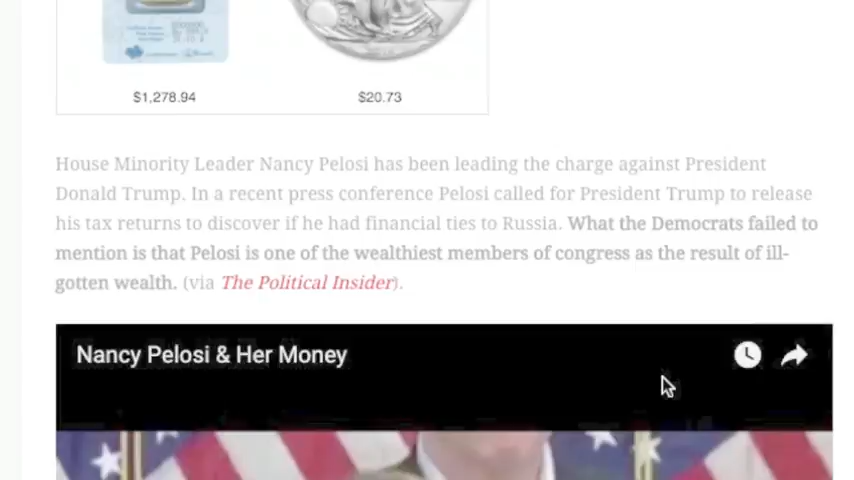 $1,278.94 $20.73
House Minority Leader Nancy Pelosi has been leading the charge against President
Donald Trump. In a recent press conference Pelosi called for President Trump to release
his tax returns to discover if he had financial ties to Russia. What the Democrats failed to
mention is that Pelosi is one of the wealthiest members of congress as the result of ill-
gotten wealth. (via The Political Insider).
Nancy Pelosi & Her Money